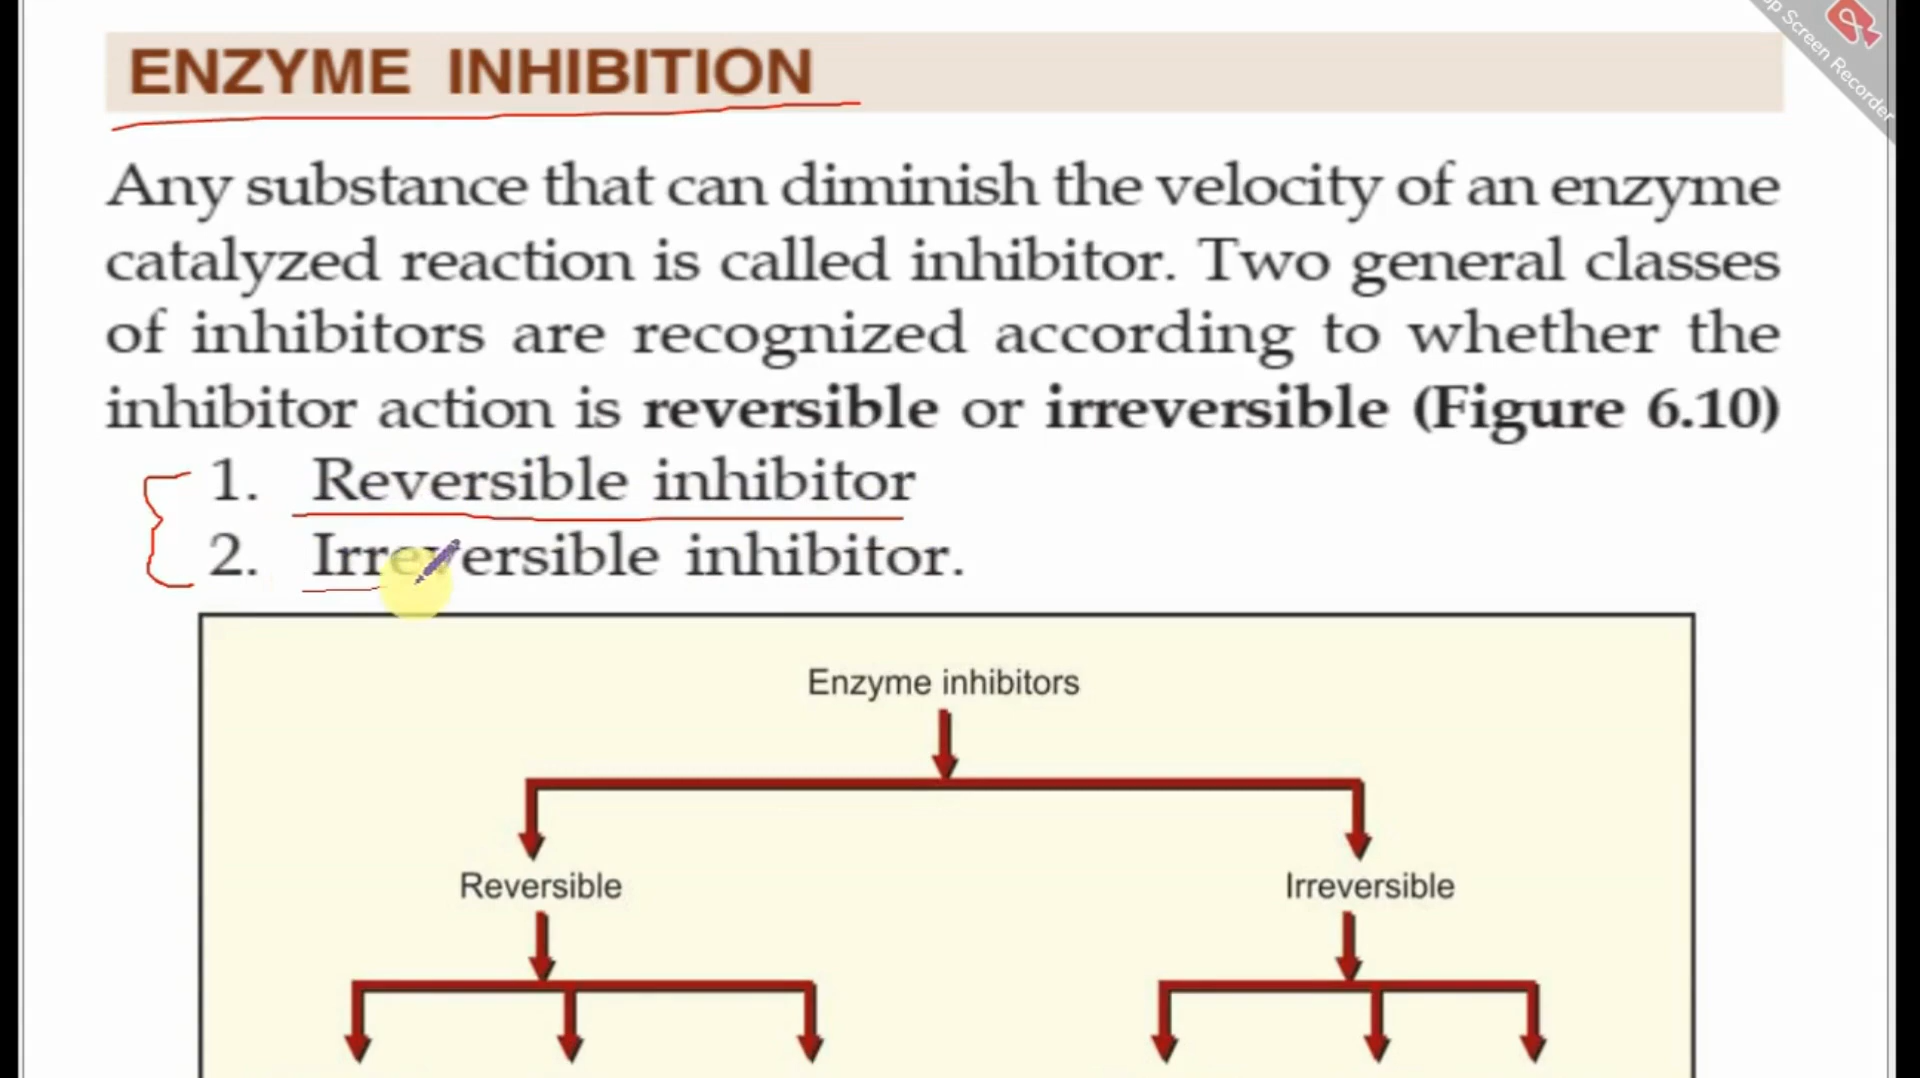 ENZYME INHIBITION
Any substance that can diminish the velocity of an enzyme
catalyzed reaction is called inhibitor. Two general classes
of inhibitors are recognized according to whether the
inhibitor action is reversible or irreversible (Figure 6.10)
1. Reversible inhibitor
2. Irreversible inhibitor.
Enzyme inhibitors
Reversible
Irreversible
Screen Recorder